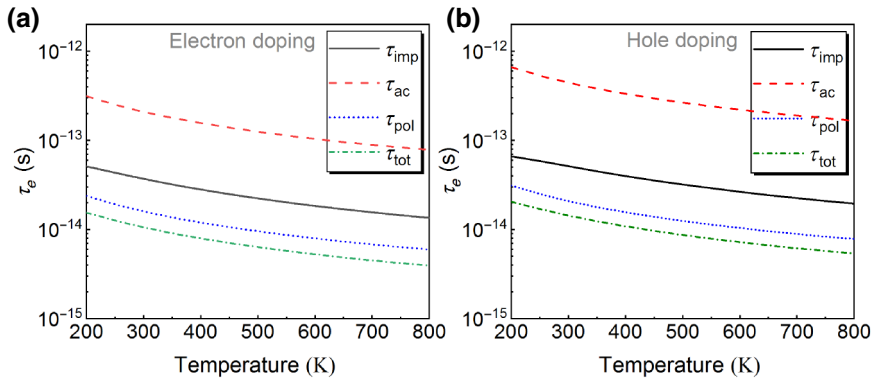 (a)
Electron doping
τimp
τac
τpol
τtot
10⁻¹²
10⁻¹³
10⁻¹⁴
10⁻¹⁵
τe (s)
200 300 400 500 600 700 800
Temperature (K)
(b)
Hole doping
τimp
τac
τpol
τtot
10⁻¹²
10⁻¹³
10⁻¹⁴
10⁻¹⁵
τe (s)
200 300 400 500 600 700 800
Temperature (K)